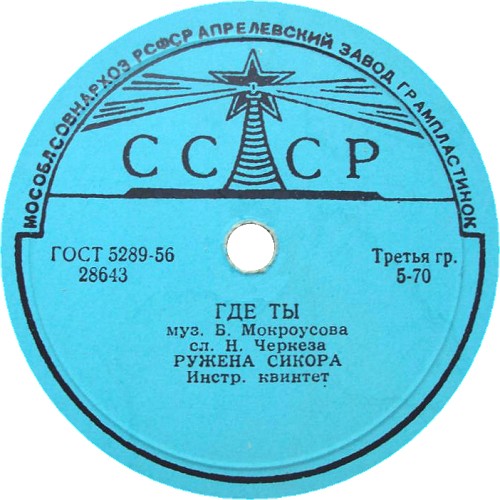 МОСОБЛСОВНАРХОЗ РСФСР АПРЕЛЕВСКИЙ ЗАВОД ГРАМПЛАСТИНОК
СССР
ГОСТ 5289-56
28643
Третья гр.
5-70
ГДЕ ТЫ
муз. Б. Мокроусова
сл. Н. Черкеза
РУЖЕНА СИКОРА
Инстр. квинтет